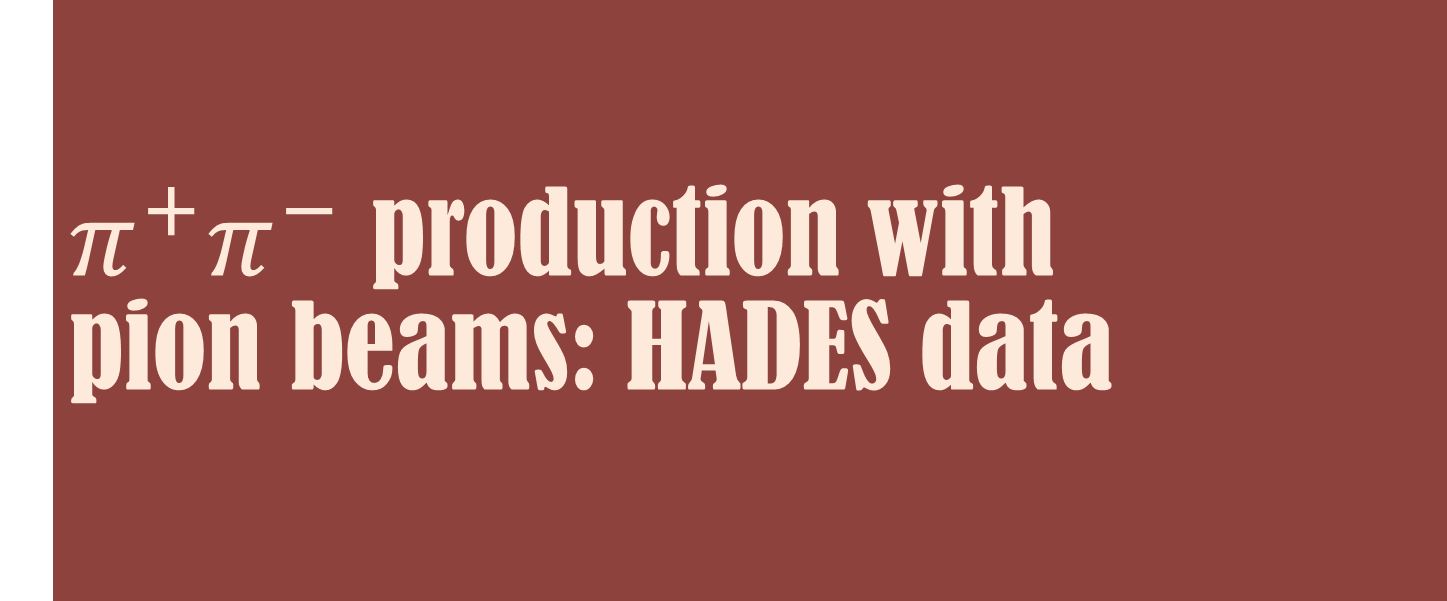 π⁺π⁻ production with
pion beams: HADES data